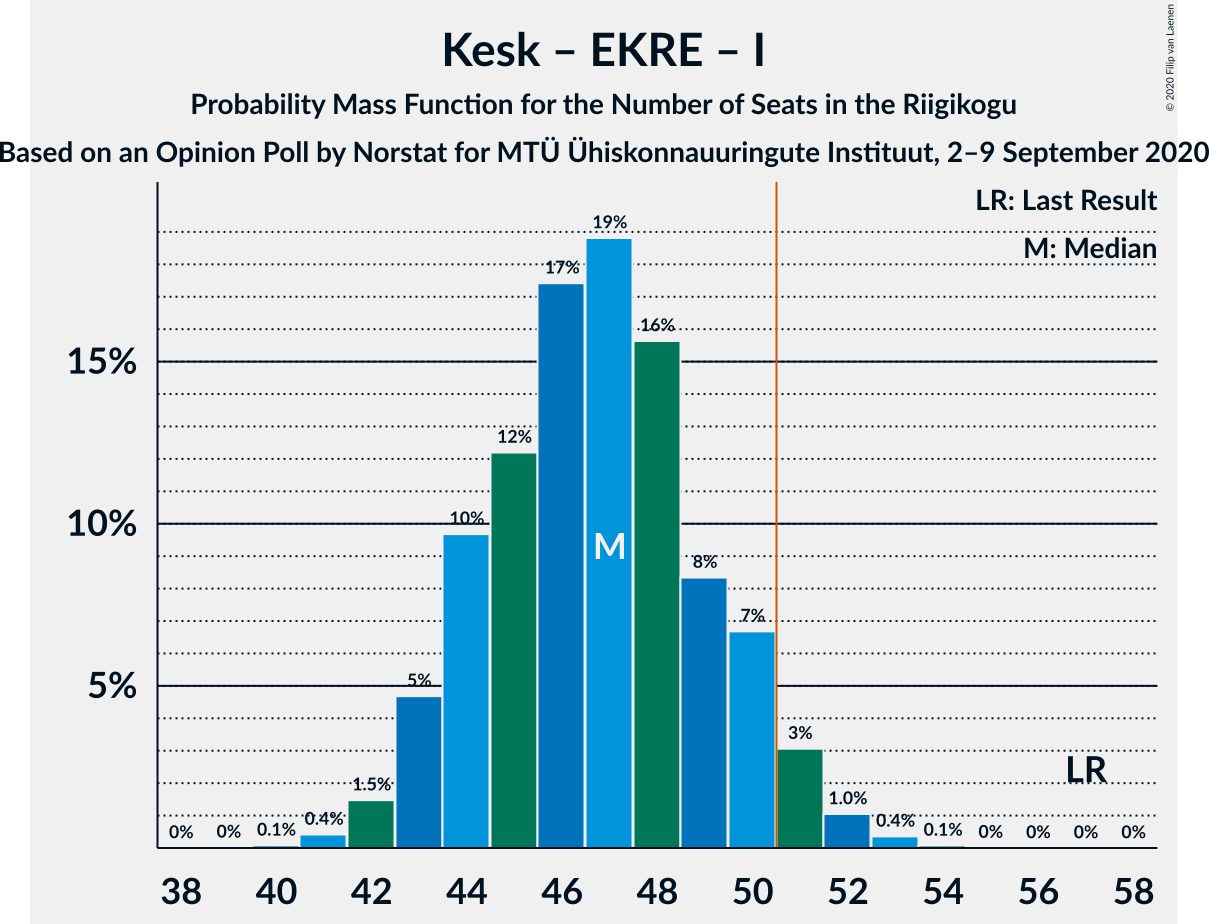 Kesk – EKRE – I
Probability Mass Function for the Number of Seats in the Riigikogu
Based on an Opinion Poll by Norstat for MTÜ Ühiskonnauuringute Instituut, 2–9 September 2020
© 2020 Filip van Laenen
LR: Last Result
M: Median
15%
10%
5%
0%
0%
0.1%
0.4%
1.5%
5%
10%
12%
17%
19%
16%
8%
7%
3%
1.0%
0.4%
0.1%
0%
0%
0%
0%
M
LR
38 40 42 44 46 48 50 52 54 56 58